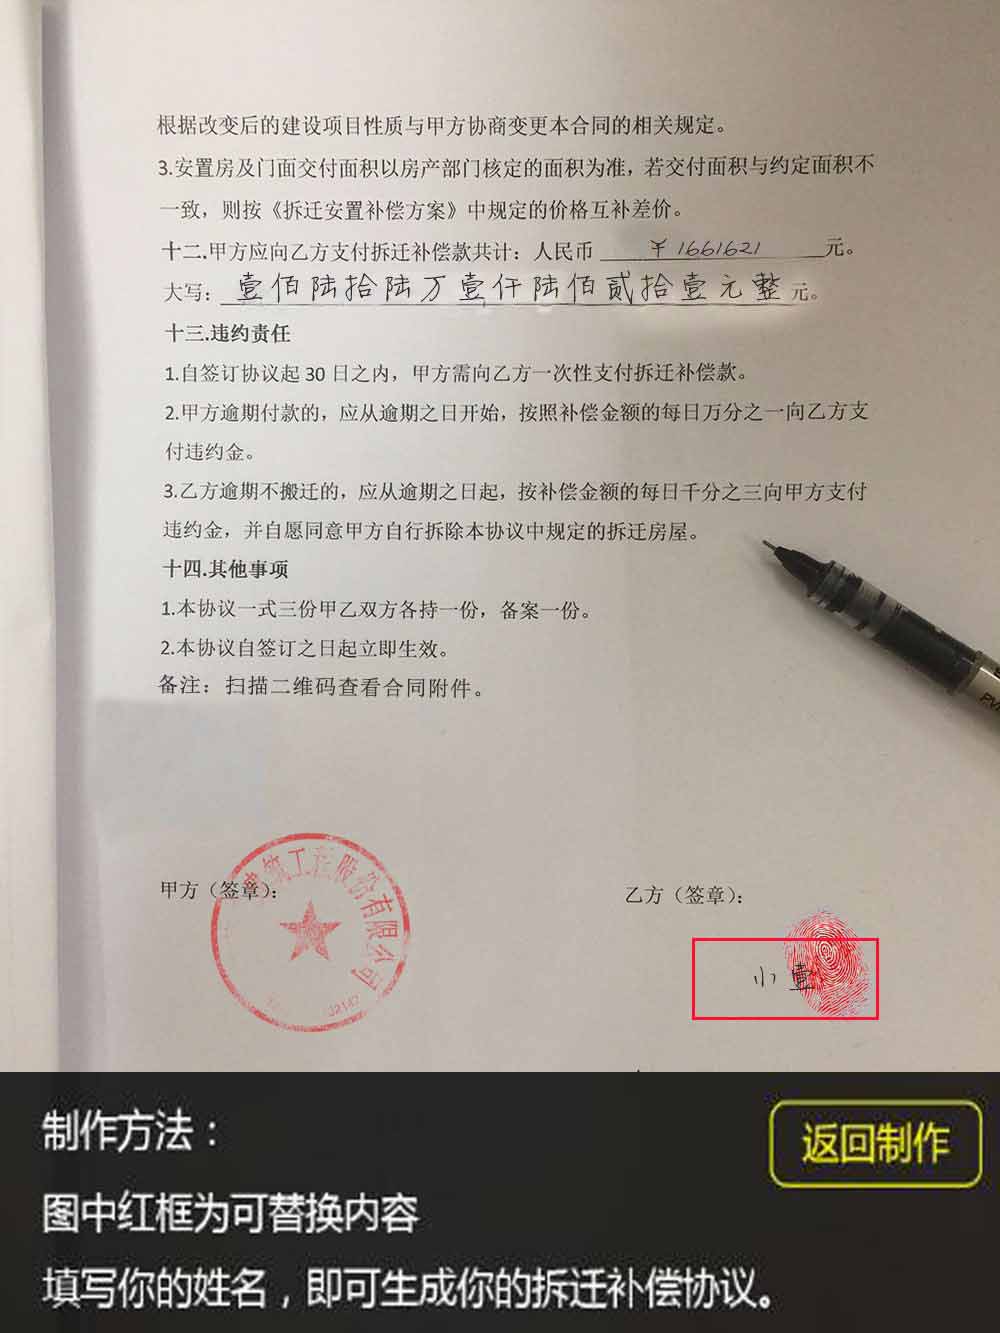 根据改变后的建设项目性质与甲方协商变更本合同的相关规定。
3.安置房及门面交付面积以房产部门核定的面积为准，若交付面积与约定面积不
一致，则按《拆迁安置补偿方案》中规定的价格互补差价。
十二.甲方应向乙方支付拆迁补偿款共计：人民币 ￥1661621 元。
大写：壹佰陆拾陆万壹仟陆佰贰拾壹元整元。
十三.违约责任
1.自签订协议起 30 日之内，甲方需向乙方一次性支付拆迁补偿款。
2.甲方逾期付款的，应从逾期之日开始，按照补偿金额的每日万分之一向乙方支
付违约金。
3.乙方逾期不搬迁的，应从逾期之日起，按补偿金额的每日千分之三向甲方支付
违约金，并自愿同意甲方自行拆除本协议中规定的拆迁房屋。
十四.其他事项
1.本协议一式三份甲乙双方各持一份，备案一份。
2.本协议自签订之日起立即生效。
备注：扫描二维码查看合同附件。
甲方（签章）：
筑工程股份有限公司
乙方（签章）：
小壹
制作方法：
返回制作
图中红框为可替换内容
填写你的姓名，即可生成你的拆迁补偿协议。